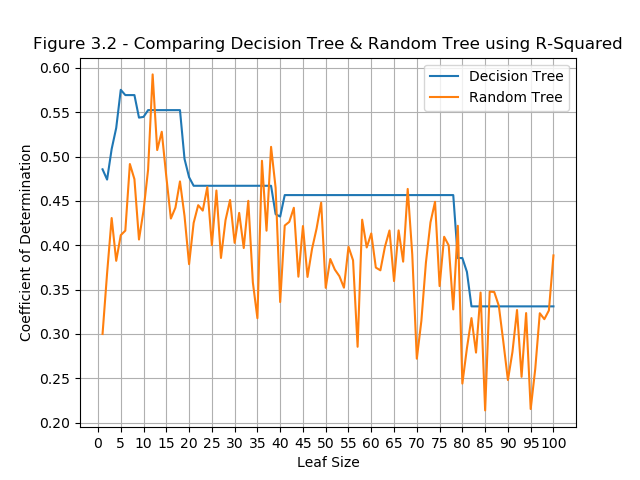 Figure 3.2 - Comparing Decision Tree & Random Tree using R-Squared
Decision Tree
Random Tree
Coefficient of Determination
0.60
0.55
0.50
0.45
0.40
0.35
0.30
0.25
0.20
0 5 10 15 20 25 30 35 40 45 50 55 60 65 70 75 80 85 90 95 100
Leaf Size